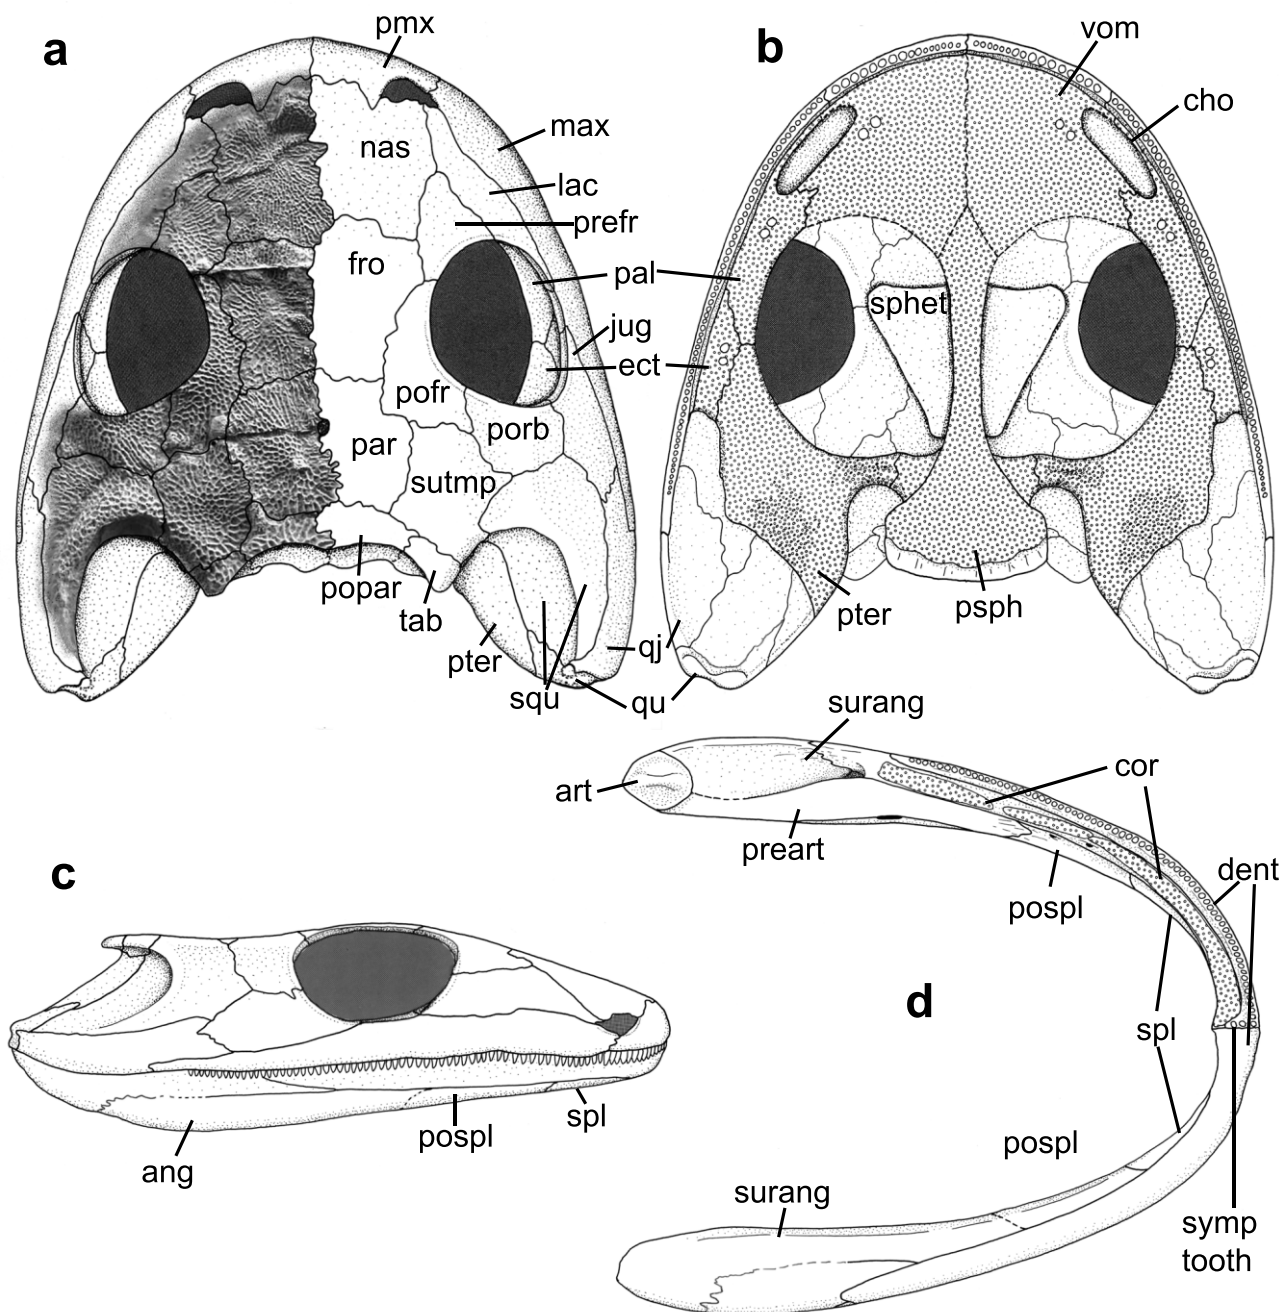 a
pmx
nas
max
lac
prefr
fro
pal
jug
ect
pofr
par
porb
sutmp
popar
tab
pter
squ
qj
qu
b
vom
cho
sphet
pter
psph
c
ang
pospl
spl
d
surang
art
preart
cor
pospl
dent
spl
pospl
surang
symp
tooth